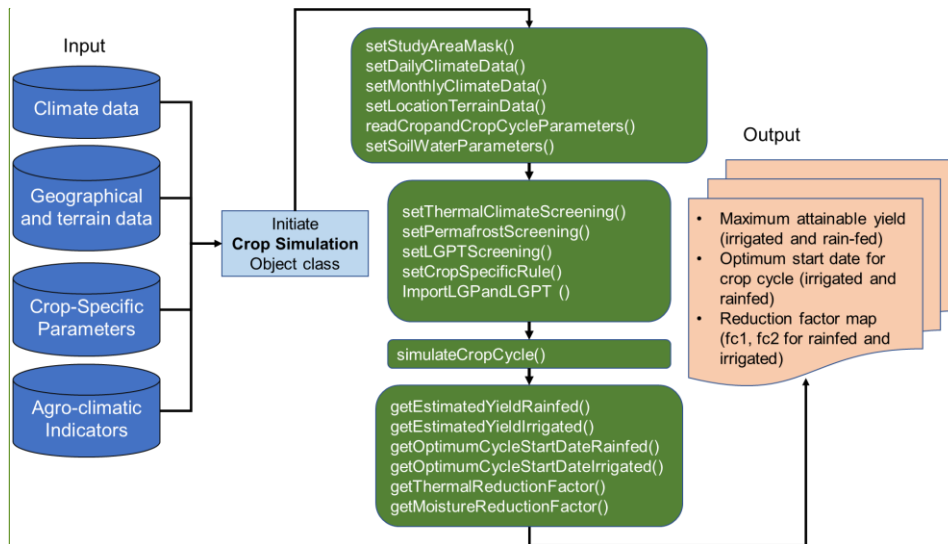 Input
Climate data
Geographical
and terrain data
Crop-Specific
Parameters
Agro-climatic
Indicators
Initiate
Crop Simulation
Object class
setStudyAreaMask()
setDailyClimateData()
setMonthlyClimateData()
setLocationTerrainData()
readCropandCropCycleParameters()
setSoilWaterParameters()
setThermalClimateScreening()
setPermafrostScreening()
setLGPTScreening()
setCropSpecificRule()
ImportLGPandLGPT ()
simulateCropCycle()
getEstimatedYieldRainfed()
getEstimatedYieldIrrigated()
getOptimumCycleStartDateRainfed()
getOptimumCycleStartDateIrrigated()
getThermalReductionFactor()
getMoistureReductionFactor()
Output
• Maximum attainable yield
(irrigated and rain-fed)
• Optimum start date for
crop cycle (irrigated and
rainfed)
• Reduction factor map
(fc1, fc2 for rainfed and
irrigated)